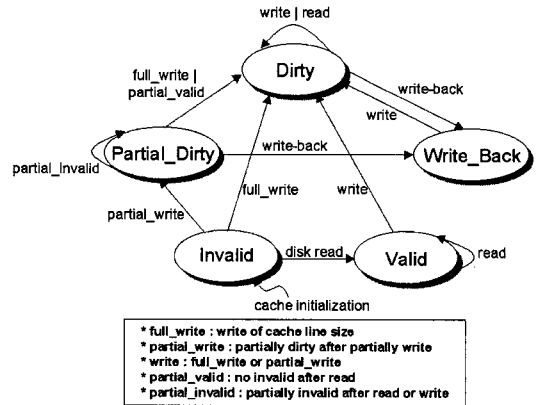 write | read
Dirty
full_write |
partial_valid
write-back
write
Partial_Dirty
write-back
Write_Back
partial_invalid
full_write
write
partial_write
Invalid
disk read
Valid
read
cache initialization
* full_write : write of cache line size
* partial_write : partially dirty after partially write
* write : full_write or partial_write
* partial_valid : no invalid after read
* partial_invalid : partially invalid after read or write